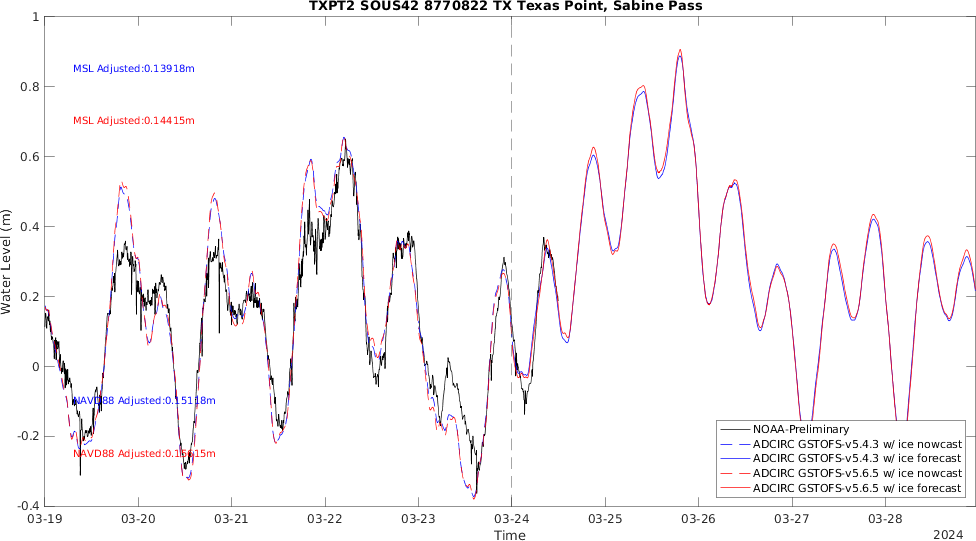 TXPT2 SOUS42 8770822 TX Texas Point, Sabine Pass
1
0.8
0.6
0.4
0.2
0
-0.2
-0.4
Water Level (m)
MSL Adjusted:0.13918m
MSL Adjusted:0.14415m
NAVD88 Adjusted:0.15118m
NAVD88 Adjusted:0.15615m
NOAA-Preliminary
ADCIRC GSTOFS-v5.4.3 w/ ice nowcast
ADCIRC GSTOFS-v5.4.3 w/ ice forecast
ADCIRC GSTOFS-v5.6.5 w/ ice nowcast
ADCIRC GSTOFS-v5.6.5 w/ ice forecast
03-19 03-20 03-21 03-22 03-23 03-24 03-25 03-26 03-27 03-28
Time
2024